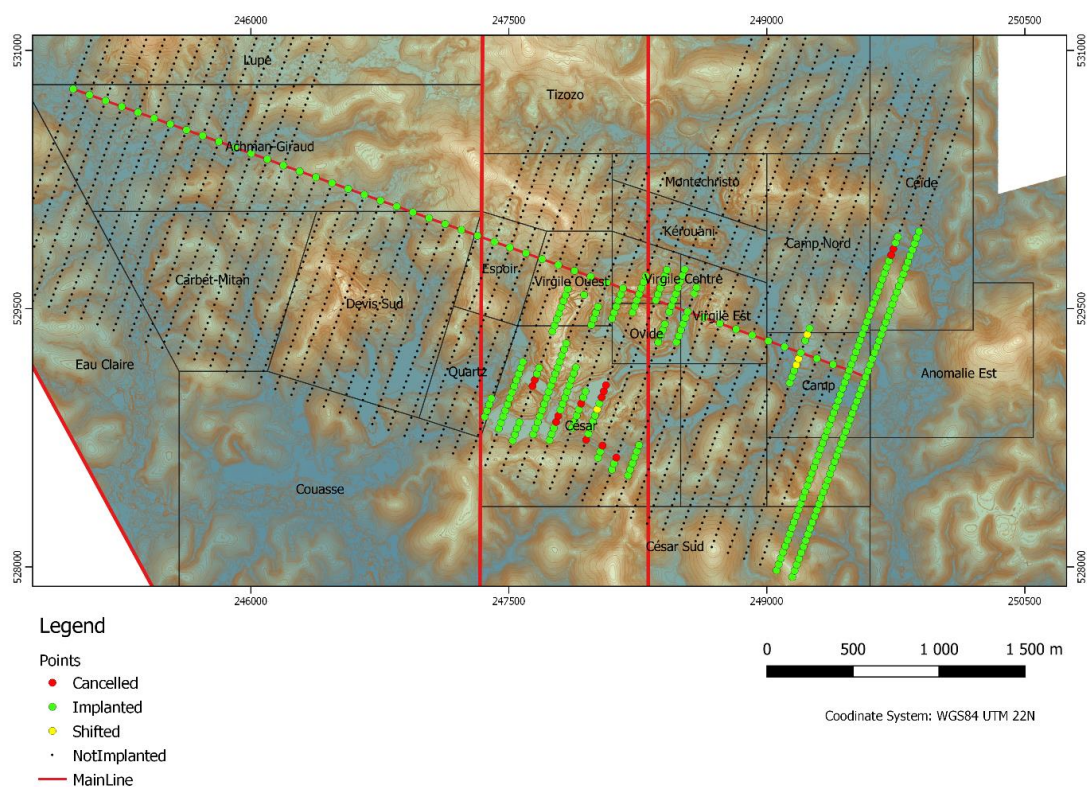 246000 247500 249000 250500
531000 531000
Lupé
Tizozo
Achman-Giraud
Montechristo
Céide
Kérouani
Camp Nord
Espoir
Carbet-Mitan
Virgile Ouest
Virgile Centre
Devis Sud
529500 529500
Virgile Est
Ovide
Eau Claire
Quartz
Camp
Anomalie Est
César
Couasse
César Sud
528000 528000
246000 247500 249000 250500
Legend
Points
Cancelled
Implanted
Shifted
NotImplanted
MainLine
0 500 1 000 1 500 m
Coodinate System: WGS84 UTM 22N